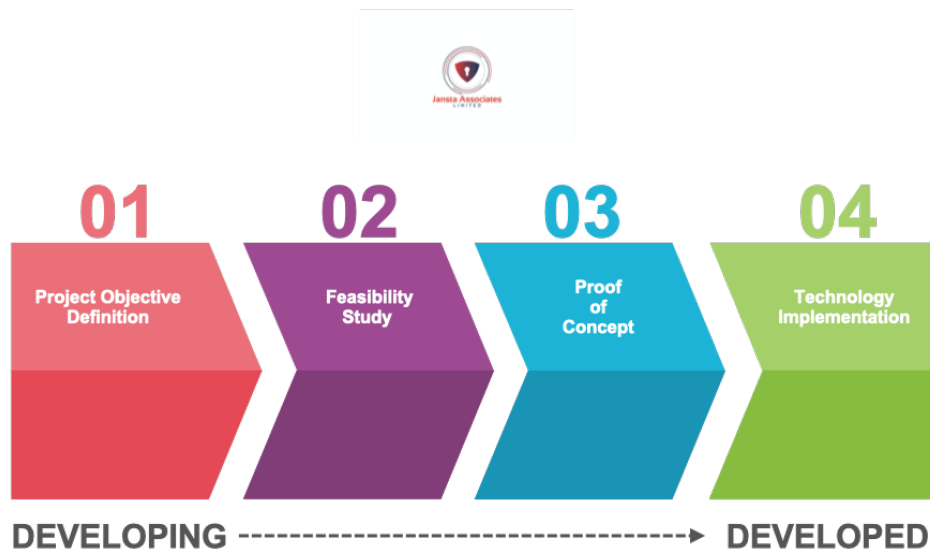 Jansta Associates
LIMITED
01
02
03
04
Project Objective
Definition
Feasibility
Study
Proof
of
Concept
Technology
Implementation
DEVELOPING
DEVELOPED